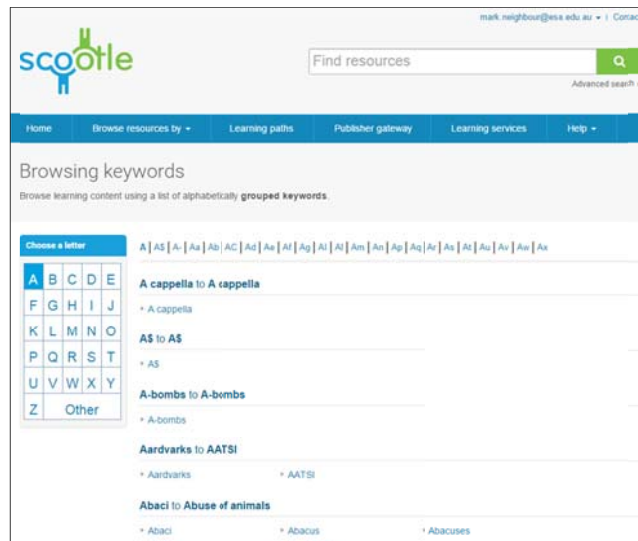 mark.neighbour@esa.edu.au | Contac
scootle
Find resources
Advanced search
Home Browse resources by Learning paths Publisher gateway Learning services Help
Browsing keywords
Browse learning content using a list of alphabetically grouped keywords.
Choose a letter
A B C D E
F G H I J
K L M N O
P Q R S T
U V W X Y
Z Other
A | A$ | A- | Aa | Ab | AC | Ad | Ae | Af | Ag | AI | Al | Am | An | Ap | Aq | Ar | As | At | Au | Av | Aw | Ax
A cappella to A cappella
A cappella
A$ to A$
A$
A-bombs to A-bombs
A-bombs
Aardvarks to AATSI
Aardvarks AATSI
Abaci to Abuse of animals
Abaci Abacus Abacuses